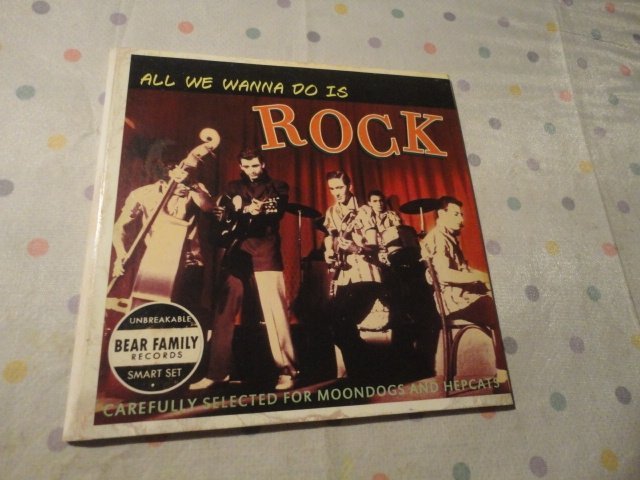 ALL WE WANNA DO IS
ROCK
UNBREAKABLE
BEAR FAMILY
RECORDS
SMART SET
CAREFULLY SELECTED FOR MOONDOGS AND HEPCATS